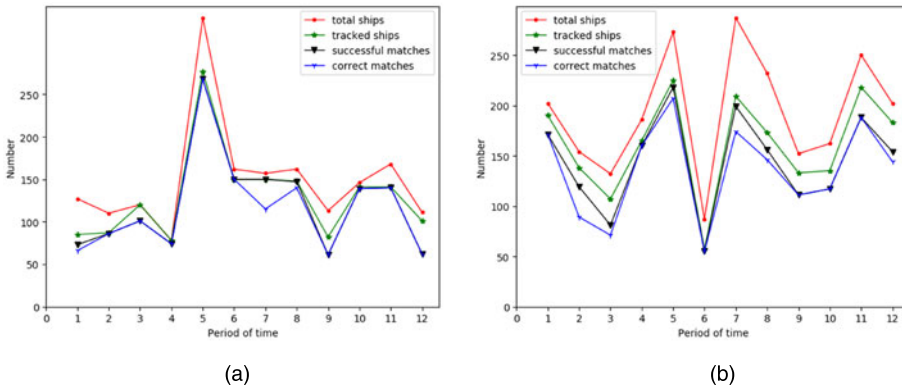 total ships
tracked ships
successful matches
correct matches
250
200
150
100
50
0
Number
0 1 2 3 4 5 6 7 8 9 10 11 12
Period of time
(a)
total ships
tracked ships
successful matches
correct matches
250
200
150
100
50
0
Number
0 1 2 3 4 5 6 7 8 9 10 11 12
Period of time
(b)